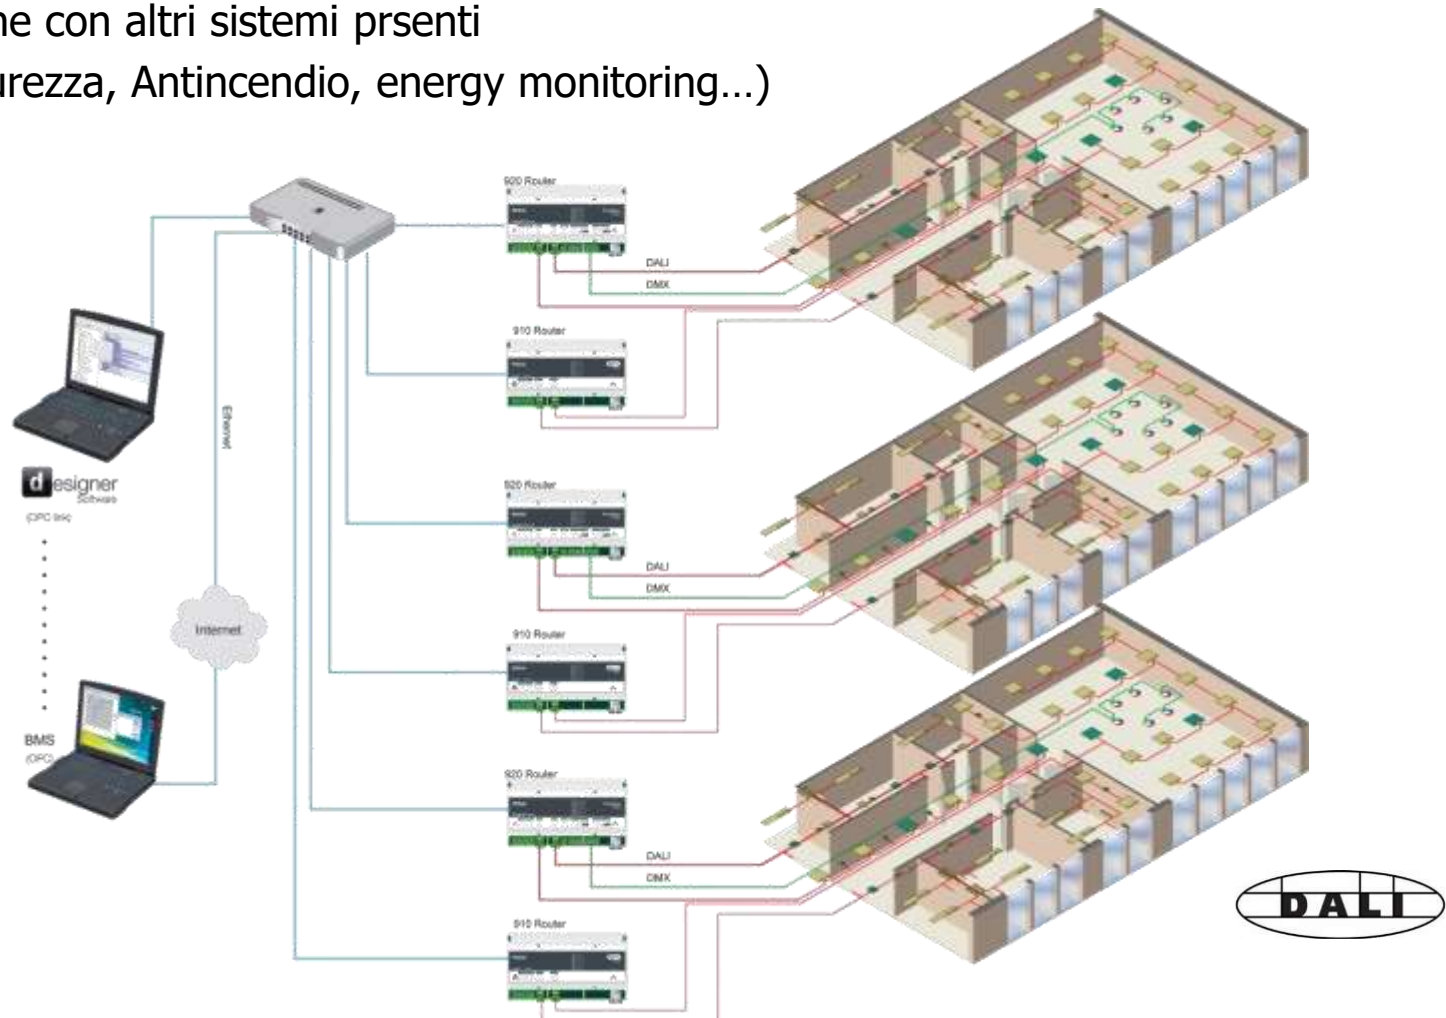 ne con altri sistemi prsenti
urezza, Antincendio, energy monitoring...)
920 Router
DALI
DMX
910 Router
Ethernet
designer
Software
(OPC link)
920 Router
DALI
DMX
Internet
910 Router
BMS
(OPC)
920 Router
DALI
DMX
910 Router
DALI